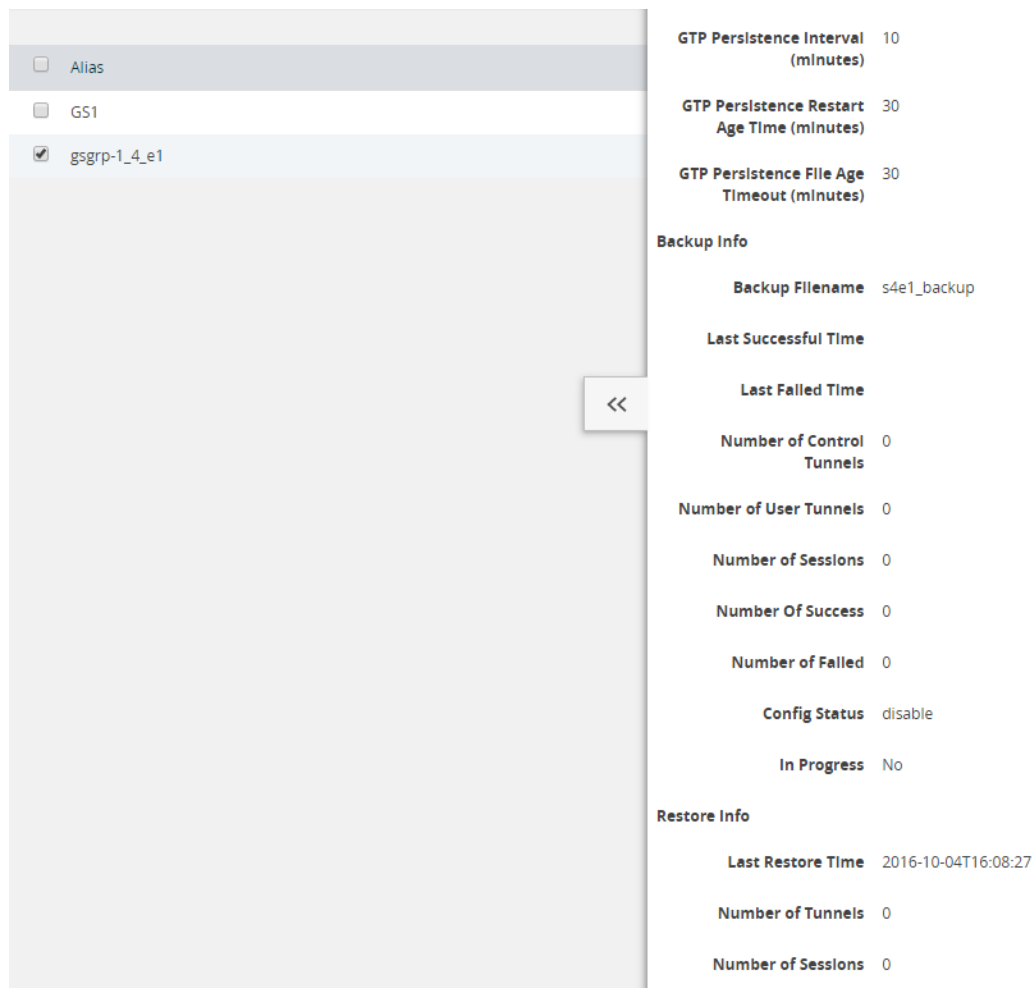 Alias
GS1
gsgrp-1_4_e1
<<
GTP Persistence Interval 10
(minutes)
GTP Persistence Restart 30
Age Time (minutes)
GTP Persistence File Age 30
Timeout (minutes)
Backup Info
Backup Filename s4e1_backup
Last Successful Time
Last Failed Time
Number of Control 0
Tunnels
Number of User Tunnels 0
Number of Sessions 0
Number Of Success 0
Number of Failed 0
Config Status disable
In Progress No
Restore Info
Last Restore Time 2016-10-04T16:08:27
Number of Tunnels 0
Number of Sessions 0